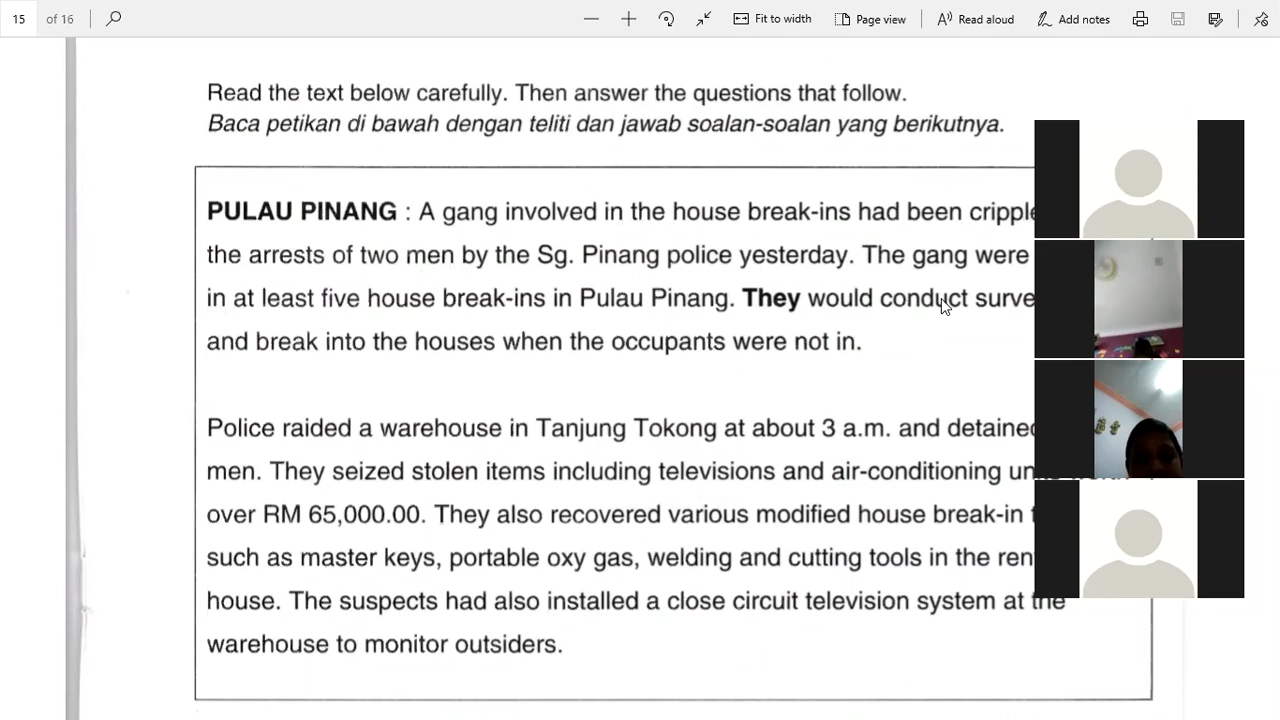 15 of 16 Fit to width Page view Read aloud Add notes
Read the text below carefully. Then answer the questions that follow.
Baca petikan di bawah dengan teliti dan jawab soalan-soalan yang berikutnya.
PULAU PINANG : A gang involved in the house break-ins had been
the arrests of two men by the Sg. Pinang police yesterday. The gang were
in at least five house break-ins in Pulau Pinang. They would conduct
and break into the houses when the occupants were not in.
Police raided a warehouse in Tanjung Tokong at about 3 a.m. and
men. They seized stolen items including televisions and air-conditioning
over RM 65,000.00. They also recovered various modified house break-in
such as master keys, portable oxy gas, welding and cutting tools in the
house. The suspects had also installed a close circuit television system at the
warehouse to monitor outsiders.